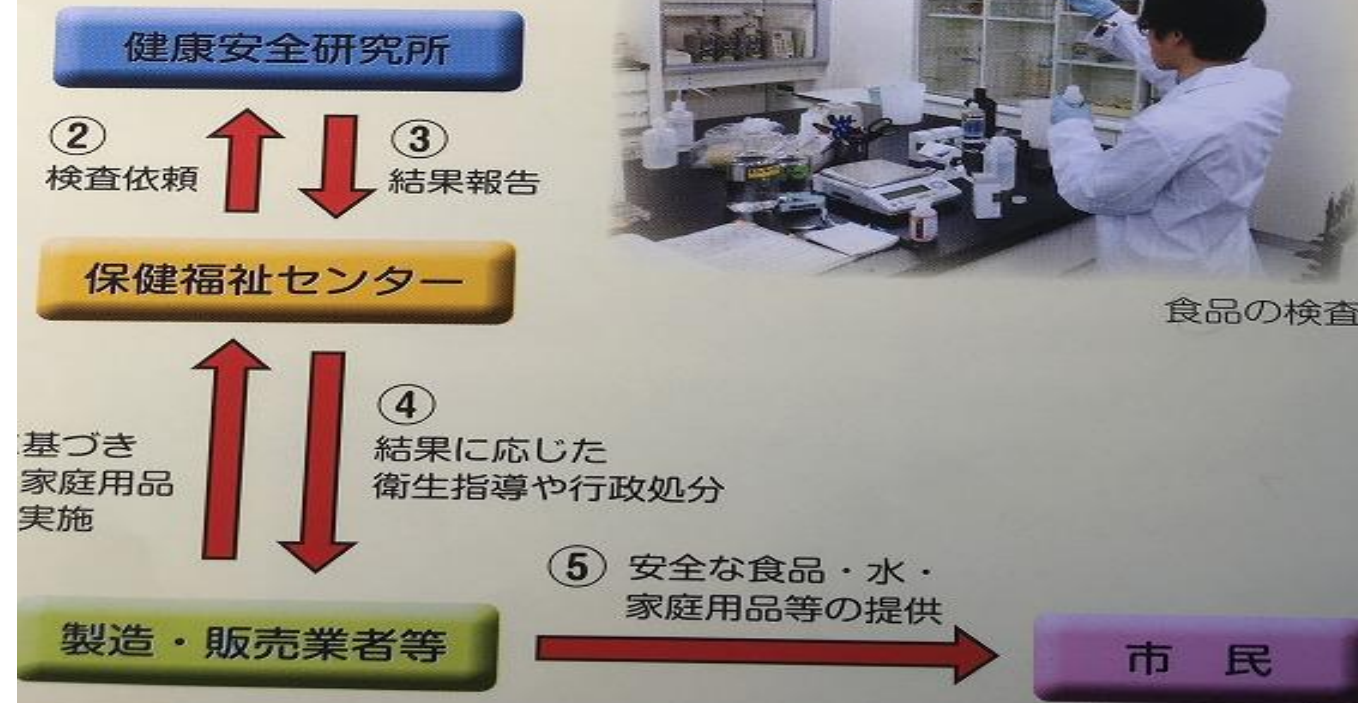 健康安全研究所
②
検査依頼
③
結果報告
保健福祉センター
食品の検査
基づき
家庭用品
実施
④
結果に応じた
衛生指導や行政処分
⑤ 安全な食品・水・
家庭用品等の提供
製造・販売業者等
市 民